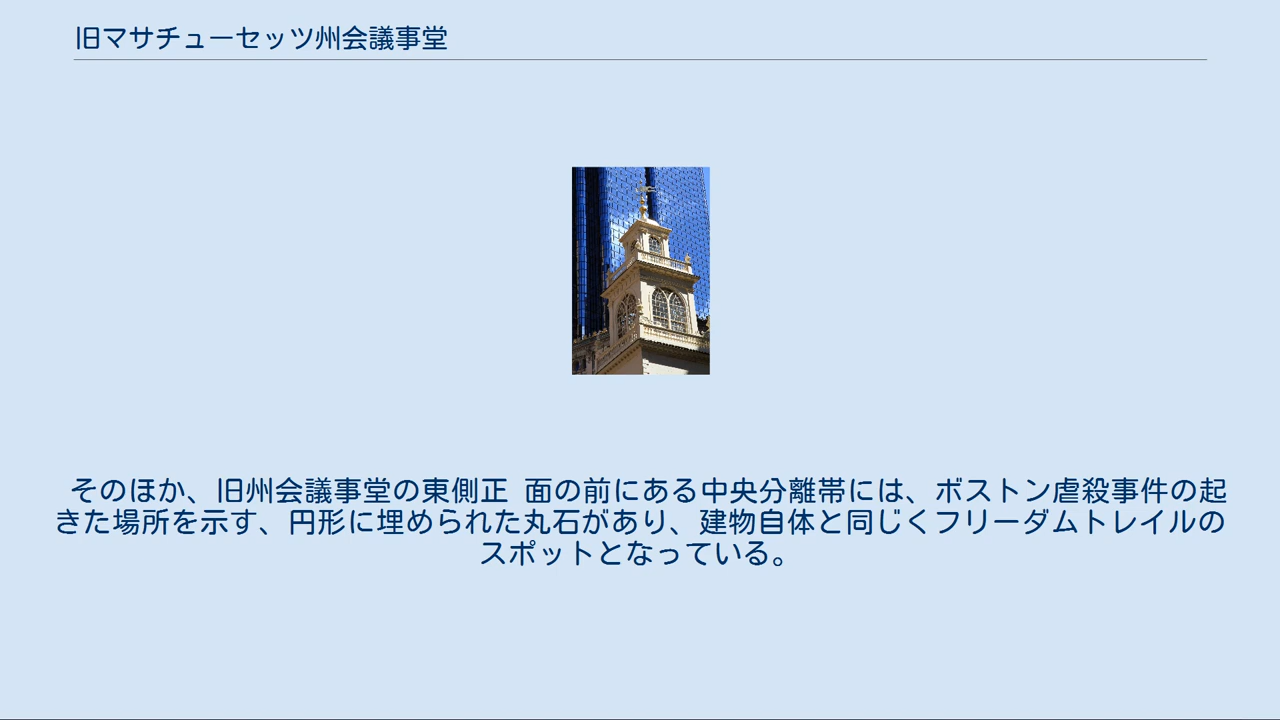 旧マサチューセッツ州会議事堂
そのほか、旧州会議事堂の東側正 面の前にある中央分離帯には、ボストン虐殺事件の起
きた場所を示す、円形に埋められた丸石があり、建物自体と同じくフリーダムトレイルの
スポットとなっている。